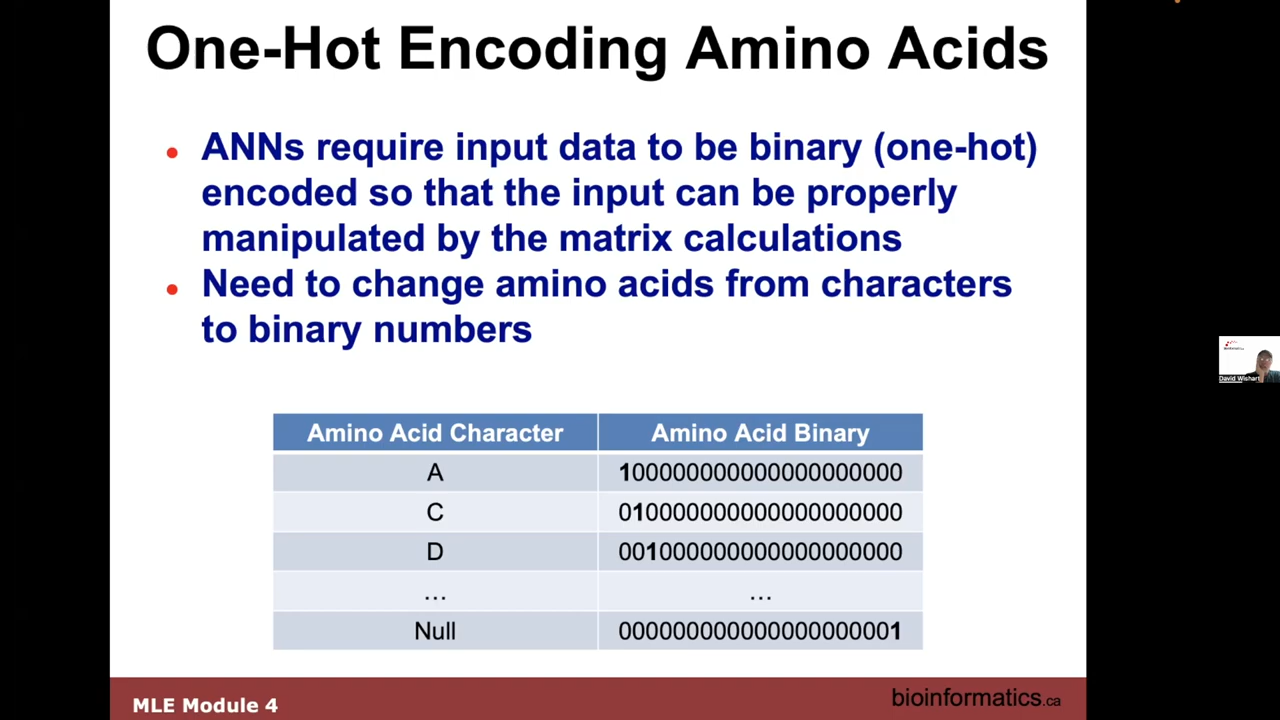 One-Hot Encoding Amino Acids
• ANNs require input data to be binary (one-hot)
encoded so that the input can be properly
manipulated by the matrix calculations
• Need to change amino acids from characters
to binary numbers
Amino Acid Character Amino Acid Binary
A 100000000000000000000
C 010000000000000000000
D 001000000000000000000
... ...
Null 000000000000000000001
David Wishart
MLE Module 4
bioinformatics.ca